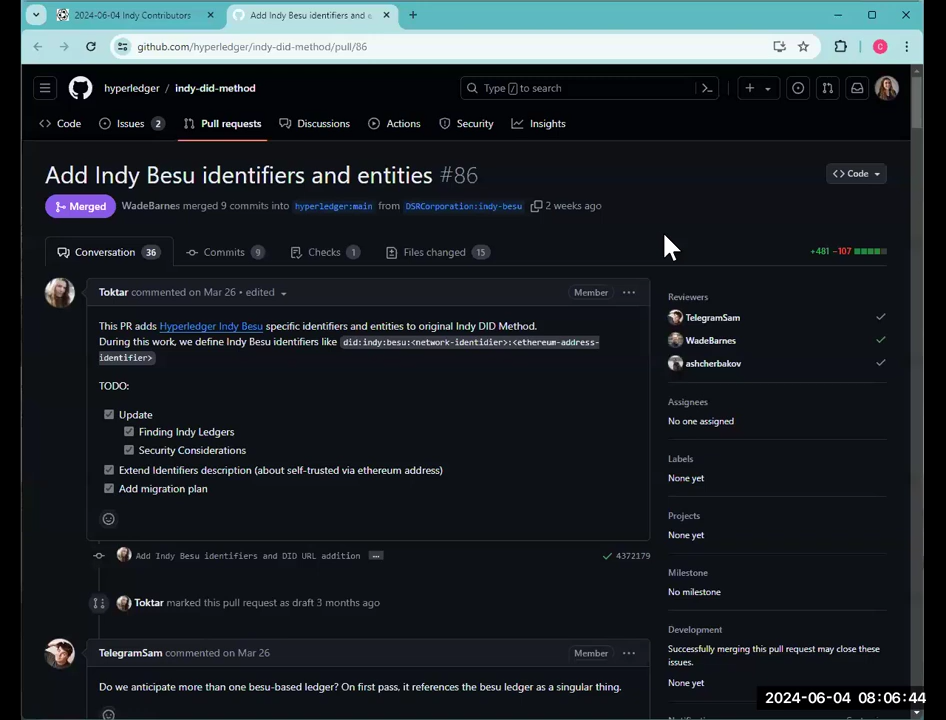 2024-06-04 Indy Contributors
Add Indy Besu identifiers and e
github.com/hyperledger/indy-did-method/pull/86
C
hyperledger / indy-did-method
Type / to search
Code
Issues 2
Pull requests
Discussions
Actions
Security
Insights
Add Indy Besu identifiers and entities #86
Code
Merged WadeBarnes merged 9 commits into hyperledger:main from DSRCorporation:indy-besu 2 weeks ago
Conversation 36
Commits 9
Checks 1
Files changed 15
+481 −107
Toktar commented on Mar 26 • edited
Member
This PR adds Hyperledger Indy Besu specific identifiers and entities to original Indy DID Method.
During this work, we define Indy Besu identifiers like did:indy:besu:<network-identidier>:<ethereum-address-
identifier>
TODO:
Update
Finding Indy Ledgers
Security Considerations
Extend Identifiers description (about self-trusted via ethereum address)
Add migration plan
Add Indy Besu identifiers and DID URL addition ...
4372179
Toktar marked this pull request as draft 3 months ago
TelegramSam commented on Mar 26
Member
Do we anticipate more than one besu-based ledger? On first pass, it references the besu ledger as a singular thing.
Reviewers
TelegramSam
WadeBarnes
ashcherbakov
Assignees
No one assigned
Labels
None yet
Projects
None yet
Milestone
No milestone
Development
Successfully merging this pull request may close these
issues.
None yet
2024-06-04 08:06:44